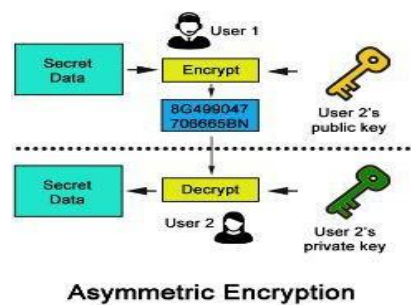 User 1
Secret
Data
Encrypt
8G499047
706665BN
User 2's
public key
Secret
Data
Decrypt
User 2
User 2's
private key
Asymmetric Encryption